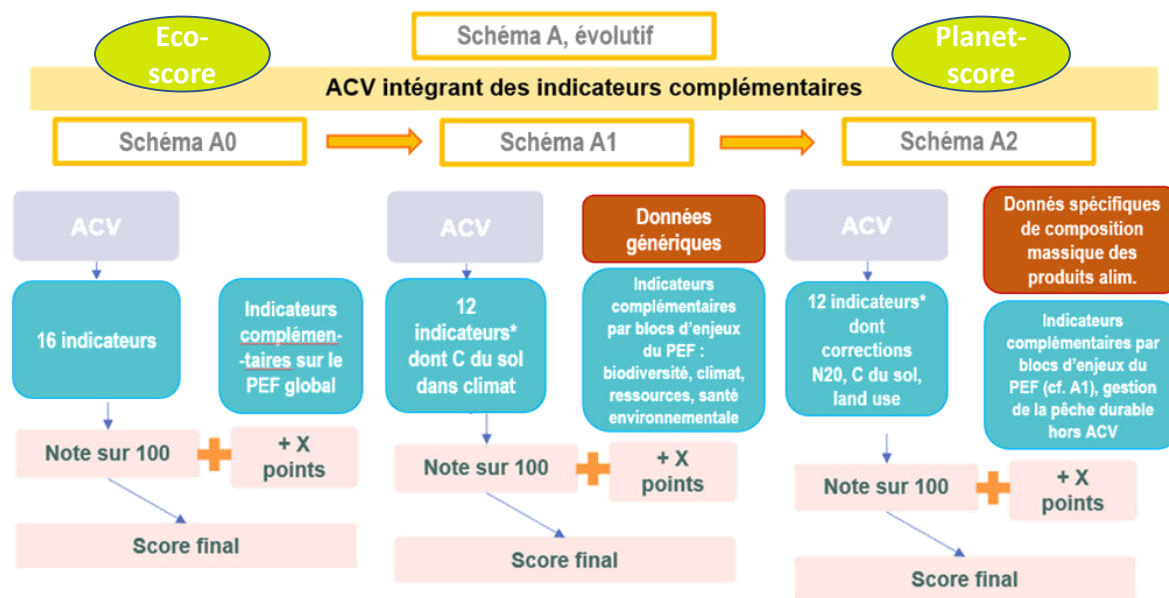 Eco-
score
Schéma A, évolutif
Planet-
score
ACV intégrant des indicateurs complémentaires
Schéma A0
Schéma A1
Schéma A2
ACV
16 indicateurs
Indicateurs
complémen-
-taires sur le
PEF global
Note sur 100
+ X
points
Score final
ACV
12
indicateurs*
dont C du sol
dans climat
Données
génériques
Indicateurs
complémentaires
par blocs d'enjeux
du PEF :
biodiversité, climat,
ressources, santé
environnementale
Note sur 100
+ X
points
Score final
ACV
12 indicateurs*
dont
corrections
N20, C du sol,
land use
Donnés spécifiques
de composition
massique des
produits alim.
Indicateurs
complémentaires par
blocs d'enjeux du
PEF (cf. A1), gestion
de la pêche durable
hors ACV
Note sur 100
+ X
points
Score final